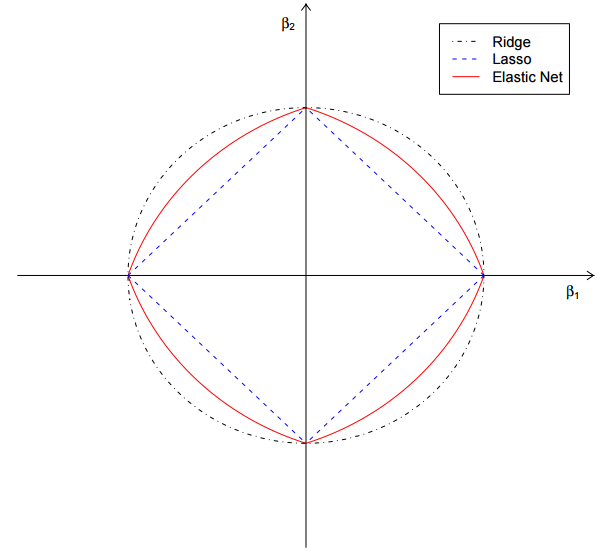 β₂
Ridge
Lasso
Elastic Net
β₁